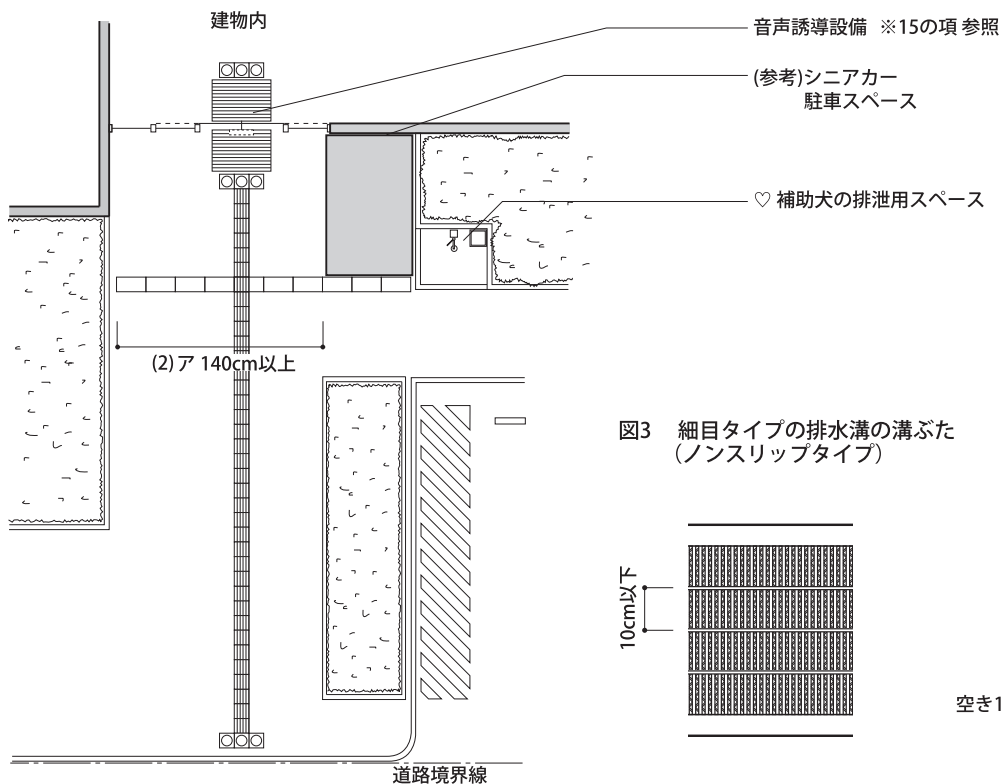 建物内
音声誘導設備 ※15の項 参照
(参考)シニアカー
駐車スペース
♡ 補助犬の排泄用スペース
(2)ア 140cm以上
図3 細目タイプの排水溝の溝ぶた
(ノンスリップタイプ)
10cm以下
空き1
道路境界線